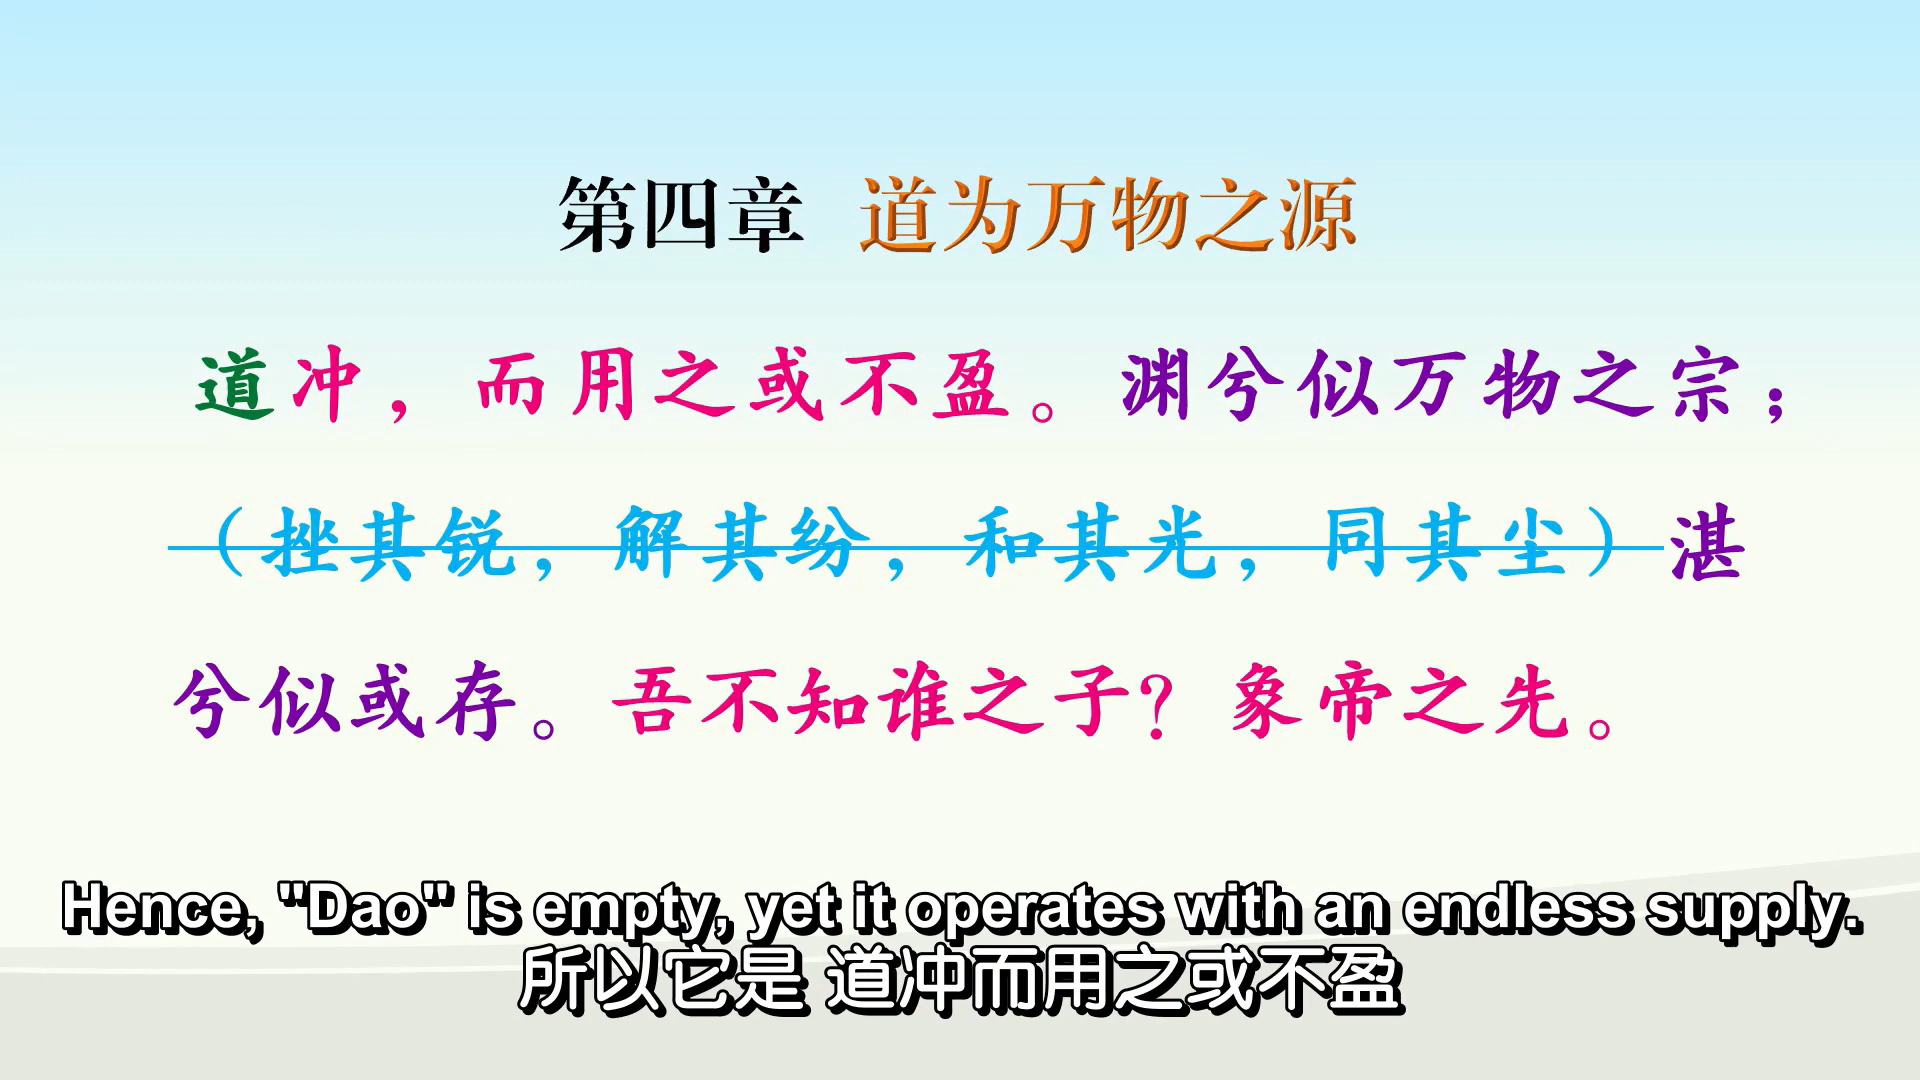 第四章 道为万物之源
道冲，而用之或不盈。渊兮似万物之宗；
（挫其锐，解其纷，和其光，同其尘）湛
兮似或存。吾不知谁之子？象帝之先。
Hence, "Dao" is empty, yet it operates with an endless supply.
所以它是 道冲而用之或不盈